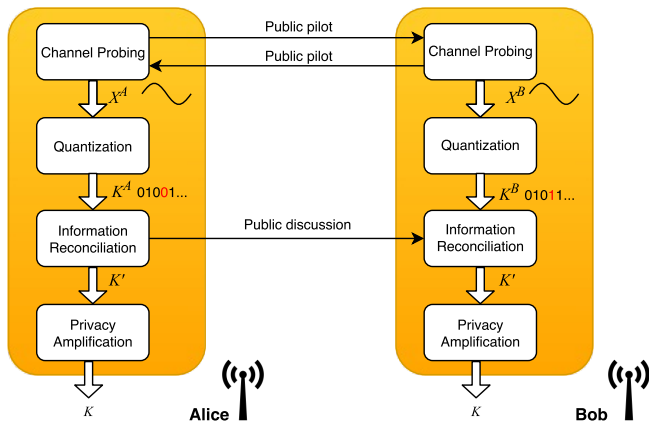 Public pilot
Channel Probing
Channel Probing
Public pilot
X^A
X^B
Quantization
Quantization
K^A 01001...
K^B 01011...
Public discussion
Information
Reconciliation
Information
Reconciliation
K'
K'
Privacy
Amplification
Privacy
Amplification
K
Alice
K
Bob